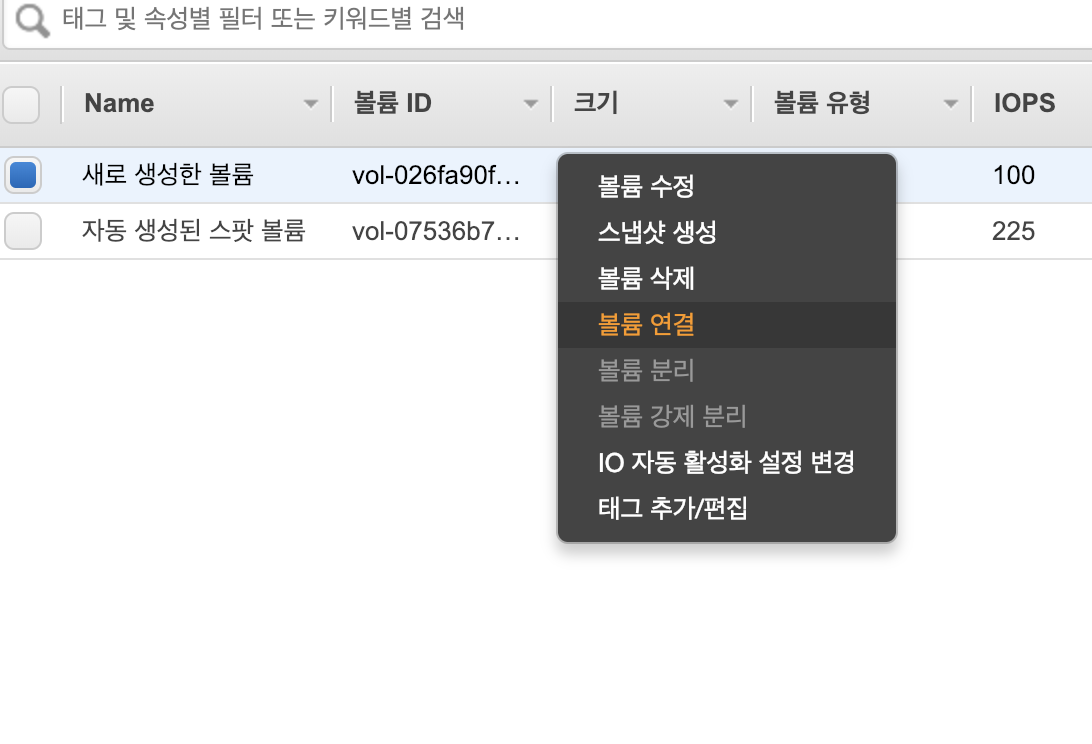 태그 및 속성별 필터 또는 키워드별 검색
Name 볼륨 ID 크기 볼륨 유형 IOPS
새로 생성한 볼륨 vol-026fa90f... 100
자동 생성된 스팟 볼륨 vol-07536b7... 225
볼륨 수정
스냅샷 생성
볼륨 삭제
볼륨 연결
볼륨 분리
볼륨 강제 분리
IO 자동 활성화 설정 변경
태그 추가/편집